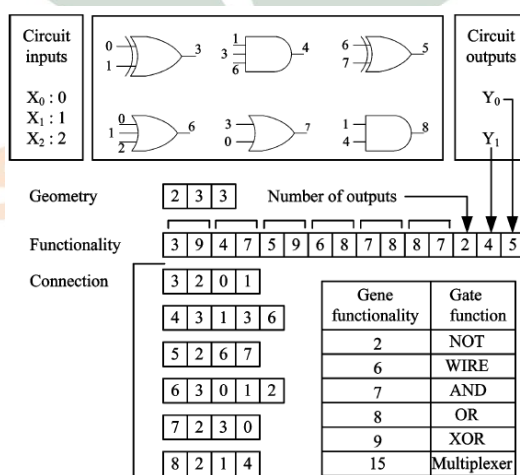 Circuit inputs
X₀ : 0
X₁ : 1
X₂ : 2
0
1
3
1
3
6
4
6
7
5
0
1
2
6
3
0
7
1
4
8
Circuit outputs
Y₀
Y₁
Geometry
2 3 3
Number of outputs
Functionality
3 9 4 7 5 9 6 8 7 8 8 7 2 4 5
Connection
3 2 0 1
4 3 1 3 6
5 2 6 7
6 3 0 1 2
7 2 3 0
8 2 1 4
Gene functionality Gate function
2 NOT
6 WIRE
7 AND
8 OR
9 XOR
15 Multiplexer